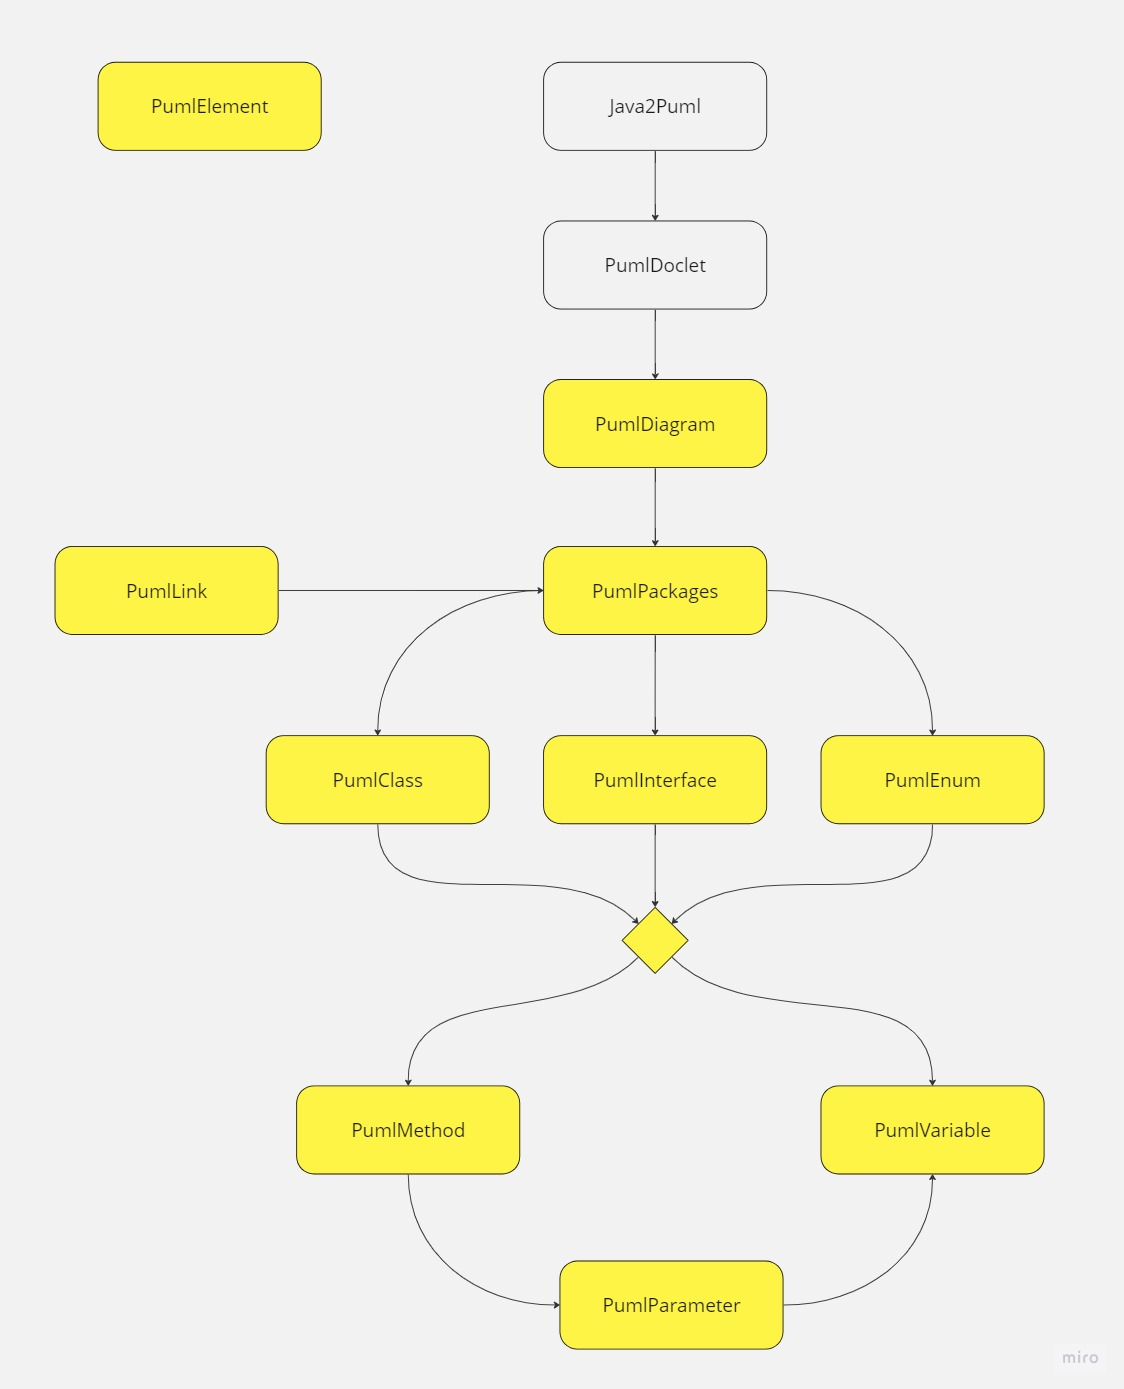 PumlElement
Java2Puml
PumlDoclet
PumlDiagram
PumlLink
PumlPackages
PumlClass
PumlInterface
PumlEnum
PumlMethod
PumlVariable
PumlParameter
miro